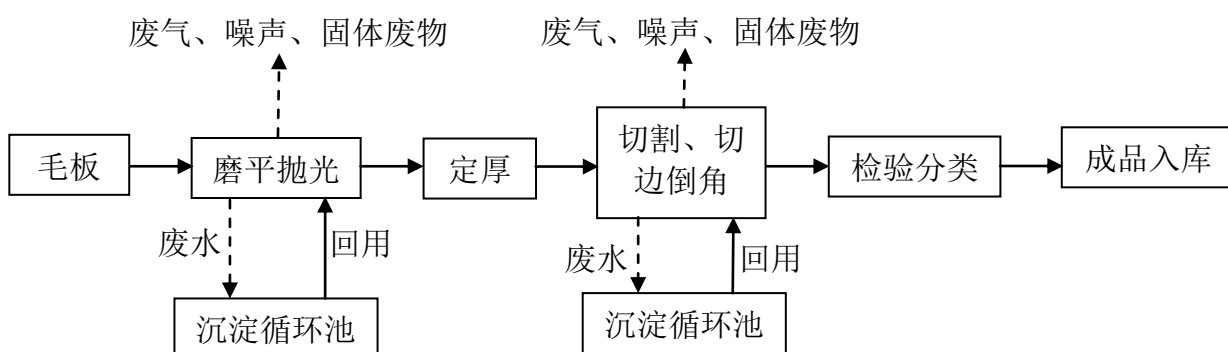 废气、噪声、固体废物
废气、噪声、固体废物
毛板
磨平抛光
定厚
切割、切
边倒角
检验分类
成品入库
废水
回用
废水
回用
沉淀循环池
沉淀循环池